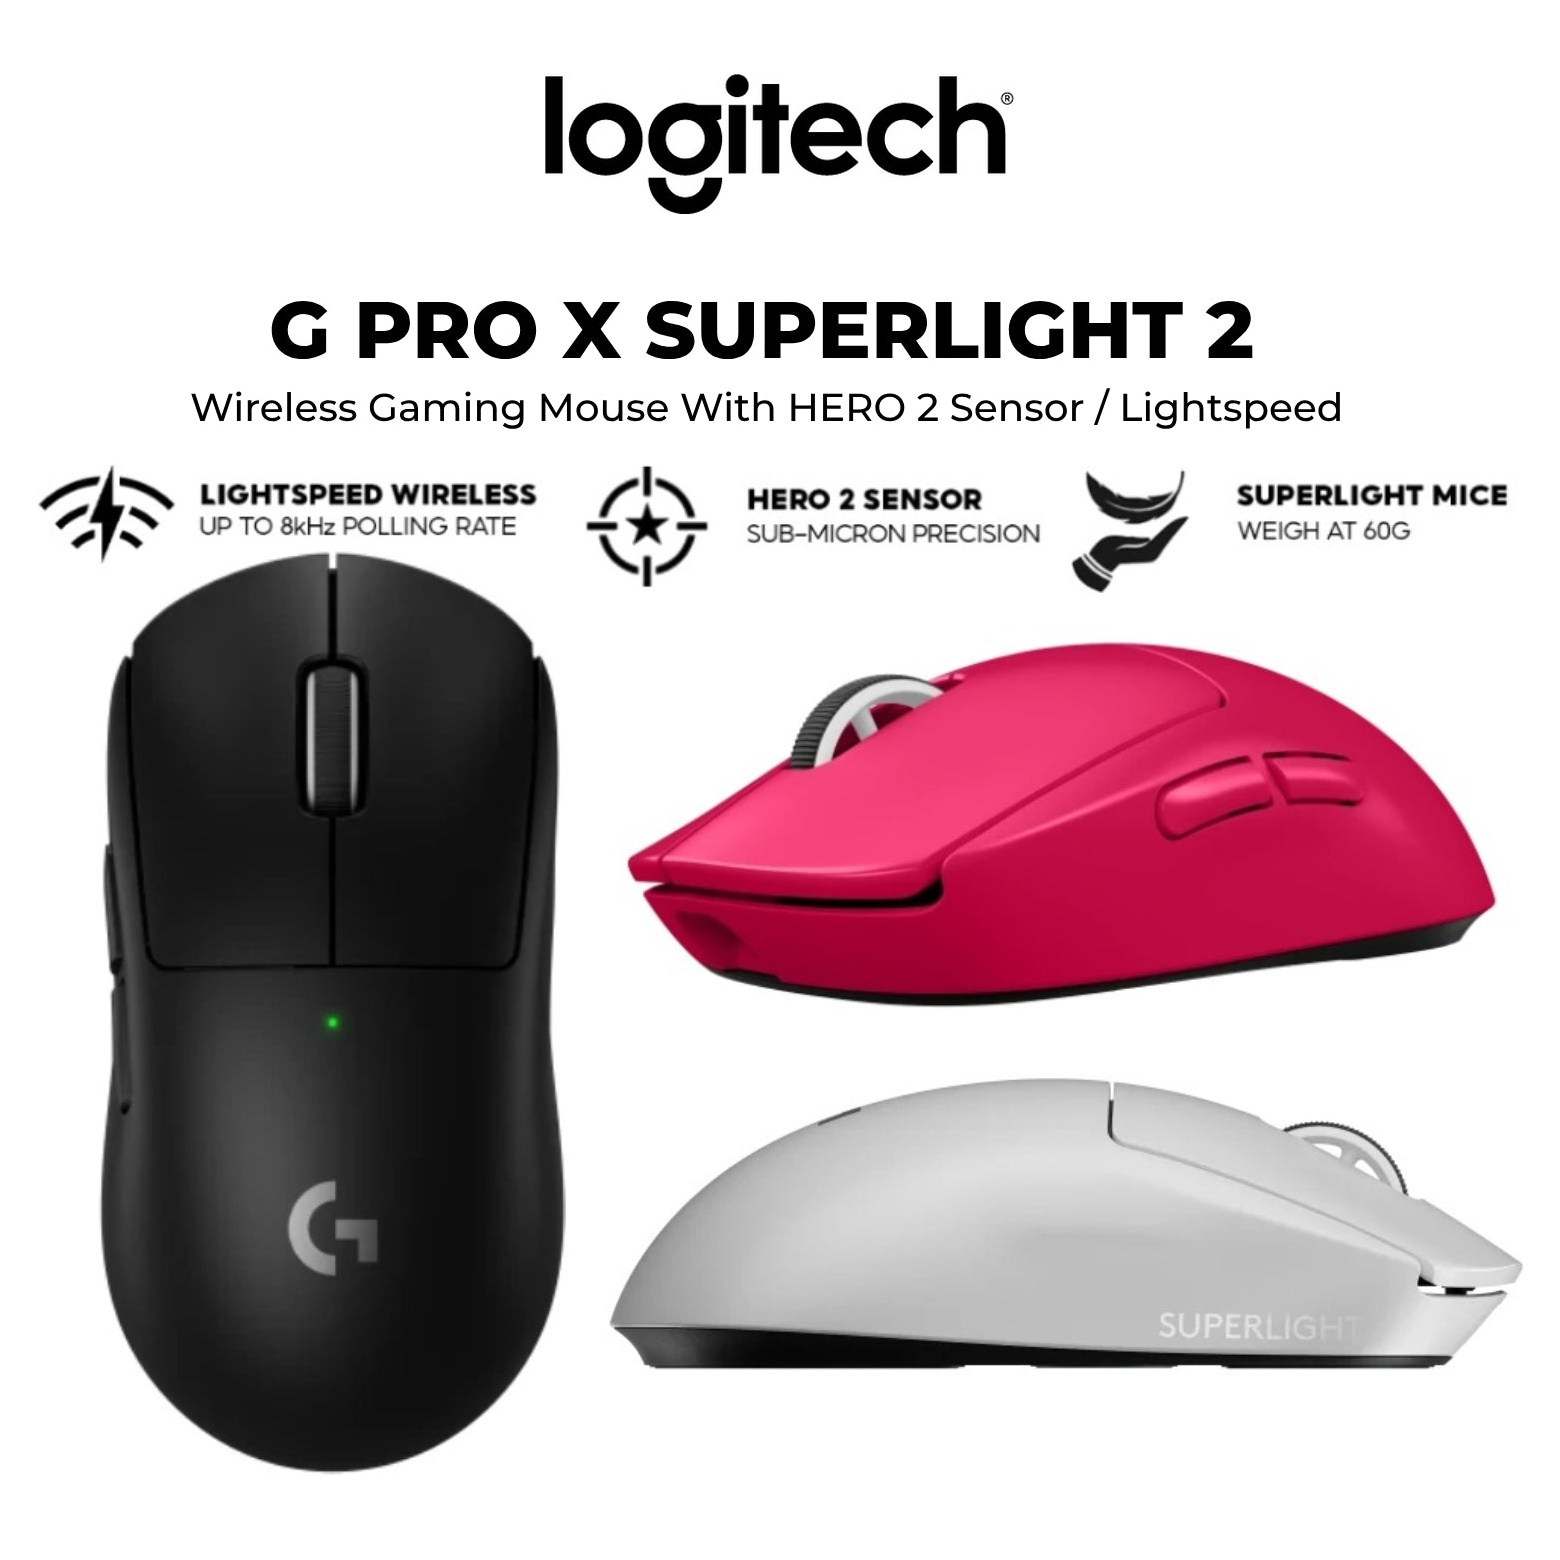 logitech®
G PRO X SUPERLIGHT 2
Wireless Gaming Mouse With HERO 2 Sensor / Lightspeed
LIGHTSPEED WIRELESS
UP TO 8kHz POLLING RATE
HERO 2 SENSOR
SUB-MICRON PRECISION
SUPERLIGHT MICE
WEIGH AT 60G
G
SUPERLIGHT